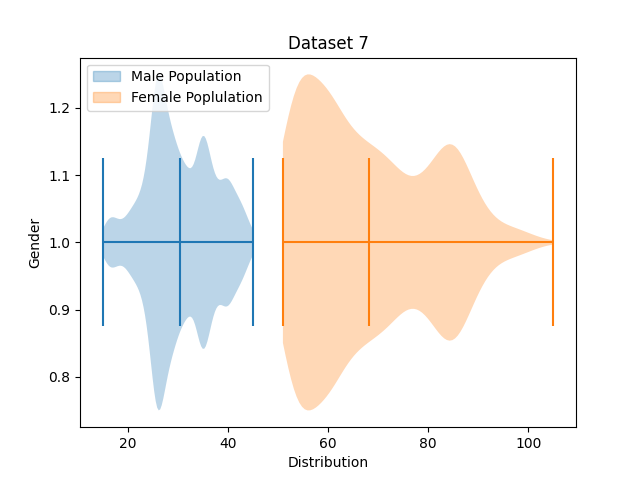 Dataset 7
Male Population
Female Poplulation
1.2
1.1
1.0
0.9
0.8
Gender
20 40 60 80 100
Distribution